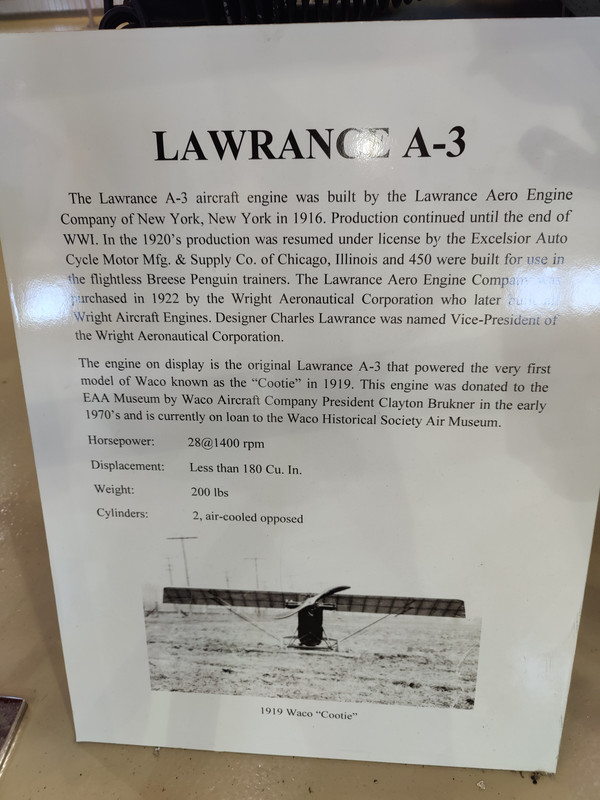 LAWRANCE A-3
The Lawrance A-3 aircraft engine was built by the Lawrance Aero Engine
Company of New York, New York in 1916. Production continued until the end of
WWI. In the 1920's production was resumed under license by the Excelsior Auto
Cycle Motor Mfg. & Supply Co. of Chicago, Illinois and 450 were built for use in
the flightless Breese Penguin trainers. The Lawrance Aero Engine Company was
purchased in 1922 by the Wright Aeronautical Corporation who later
Wright Aircraft Engines. Designer Charles Lawrance was named Vice-President of
the Wright Aeronautical Corporation.
The engine on display is the original Lawrance A-3 that powered the very first
model of Waco known as the “Cootie” in 1919. This engine was donated to the
EAA Museum by Waco Aircraft Company President Clayton Brukner in the early
1970's and is currently on loan to the Waco Historical Society Air Museum.
Horsepower: 28@1400 rpm
Displacement: Less than 180 Cu. In.
Weight: 200 lbs
Cylinders: 2, air-cooled opposed
1919 Waco “Cootie”